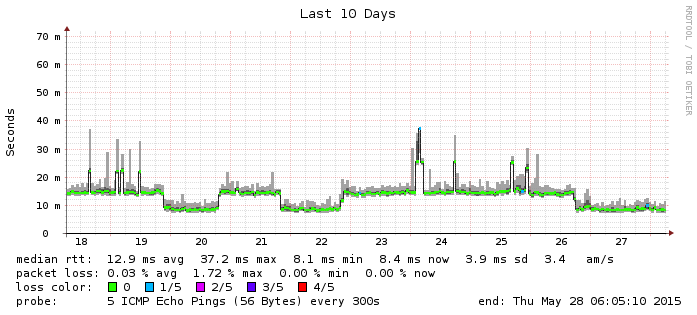 Last 10 Days
RRDTOOL / TOBI OETIKER
Seconds
70 m
60 m
50 m
40 m
30 m
20 m
10 m
0
18 19 20 21 22 23 24 25 26 27
median rtt: 12.9 ms avg 37.2 ms max 8.1 ms min 8.4 ms now 3.9 ms sd 3.4 am/s
packet loss: 0.03 % avg 1.72 % max 0.00 % min 0.00 % now
loss color: 0 1/5 2/5 3/5 4/5
probe: 5 ICMP Echo Pings (56 Bytes) every 300s end: Thu May 28 06:05:10 2015